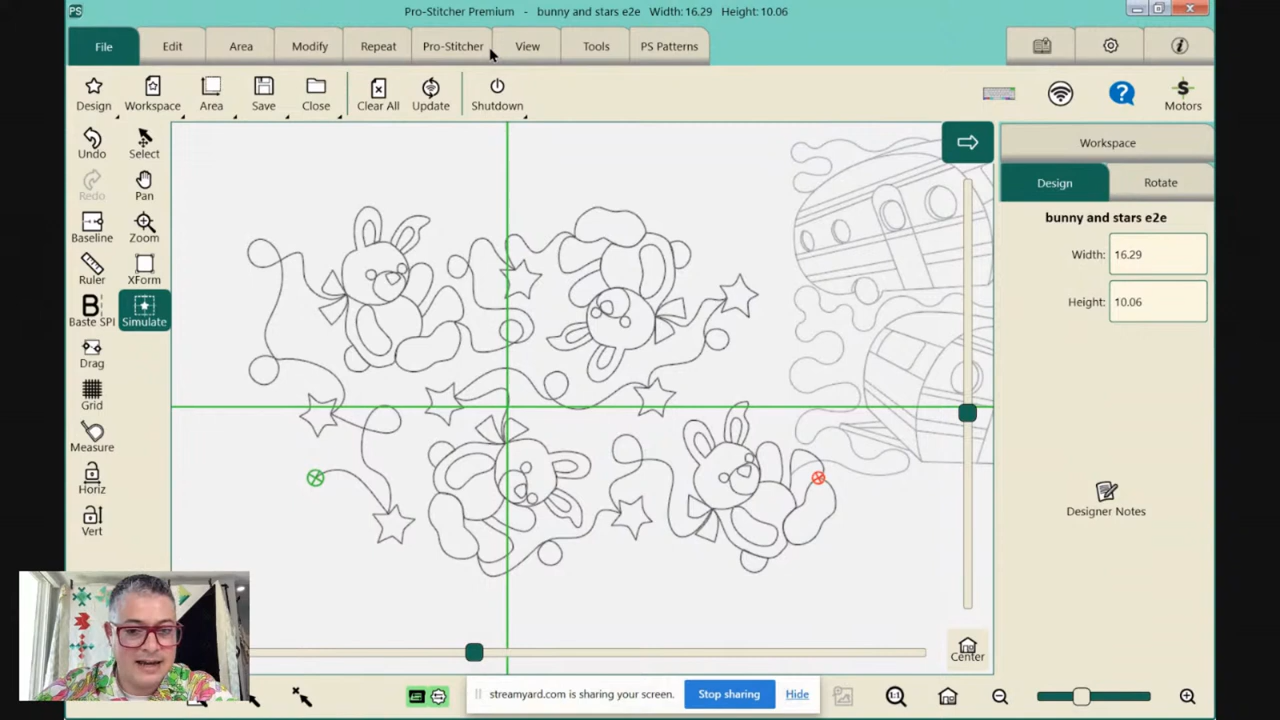 PS
Pro-Stitcher Premium - bunny and stars e2e Width: 16.29 Height: 10.06
File Edit Area Modify Repeat Pro-Stitcher View Tools PS Patterns
Design Workspace Area Save Close Clear All Update Shutdown Motors
Undo Select
Redo Pan
Baseline Zoom
Ruler XForm
Baste SPI Simulate
Drag
Grid
Measure
Horiz
Vert
Workspace
Design Rotate
bunny and stars e2e
Width: 16.29
Height: 10.06
Designer Notes
Center
streamyard.com is sharing your screen. Stop sharing Hide
1:1